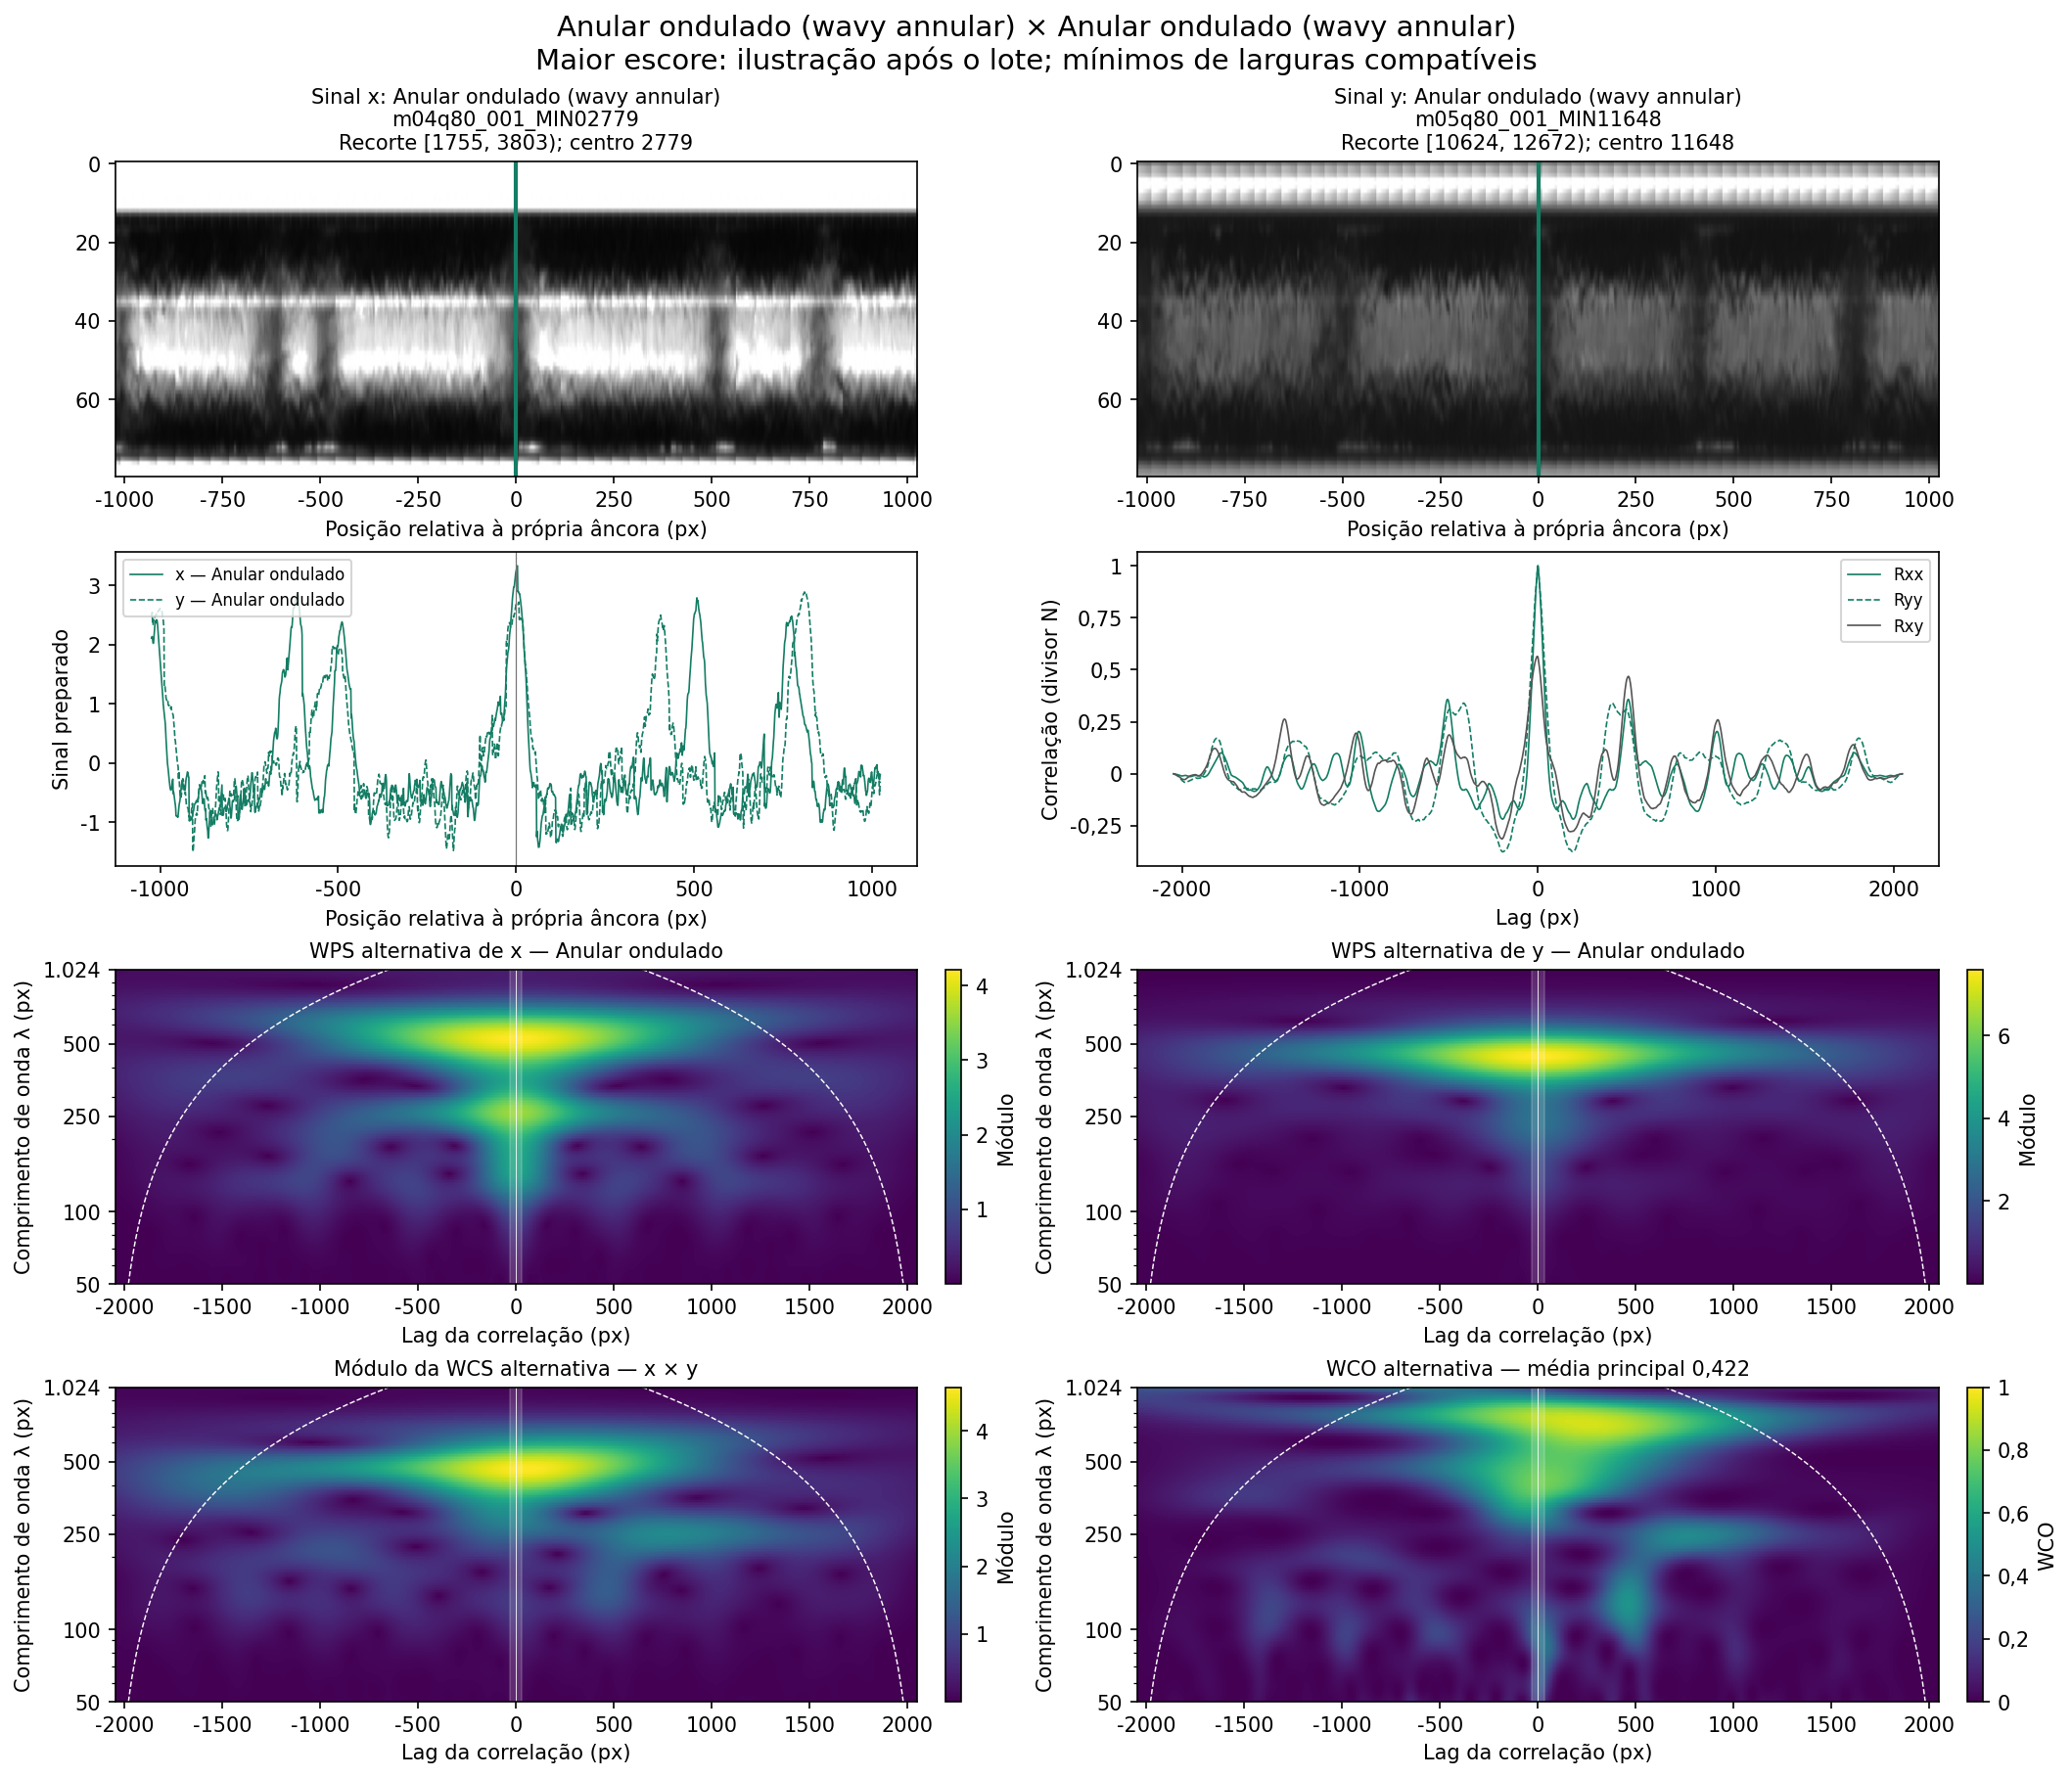 Anular ondulado (wavy annular) × Anular ondulado (wavy annular)
Maior escore: ilustração após o lote; mínimos de larguras compatíveis
Sinal x: Anular ondulado (wavy annular)
m04q80_001_MIN02779
Recorte [1755, 3803); centro 2779
0
20
40
60
-1000 -750 -500 -250 0 250 500 750 1000
Posição relativa à própria âncora (px)
Sinal y: Anular ondulado (wavy annular)
m05q80_001_MIN11648
Recorte [10624, 12672); centro 11648
0
20
40
60
-1000 -750 -500 -250 0 250 500 750 1000
Posição relativa à própria âncora (px)
Sinal preparado
3
2
1
0
-1
x — Anular ondulado
y — Anular ondulado
-1000 -500 0 500 1000
Posição relativa à própria âncora (px)
Correlação (divisor N)
1
0,75
0,5
0,25
0
-0,25
Rxx
Ryy
Rxy
-2000 -1000 0 1000 2000
Lag (px)
WPS alternativa de x — Anular ondulado
Comprimento de onda λ (px)
1.024
500
250
100
50
-2000 -1500 -1000 -500 0 500 1000 1500 2000
Lag da correlação (px)
4
3
2
1
Módulo
WPS alternativa de y — Anular ondulado
Comprimento de onda λ (px)
1.024
500
250
100
50
-2000 -1500 -1000 -500 0 500 1000 1500 2000
Lag da correlação (px)
6
4
2
Módulo
Módulo da WCS alternativa — x × y
Comprimento de onda λ (px)
1.024
500
250
100
50
-2000 -1500 -1000 -500 0 500 1000 1500 2000
Lag da correlação (px)
4
3
2
1
Módulo
WCO alternativa — média principal 0,422
Comprimento de onda λ (px)
1.024
500
250
100
50
-2000 -1500 -1000 -500 0 500 1000 1500 2000
Lag da correlação (px)
1
0,8
0,6
0,4
0,2
0
WCO